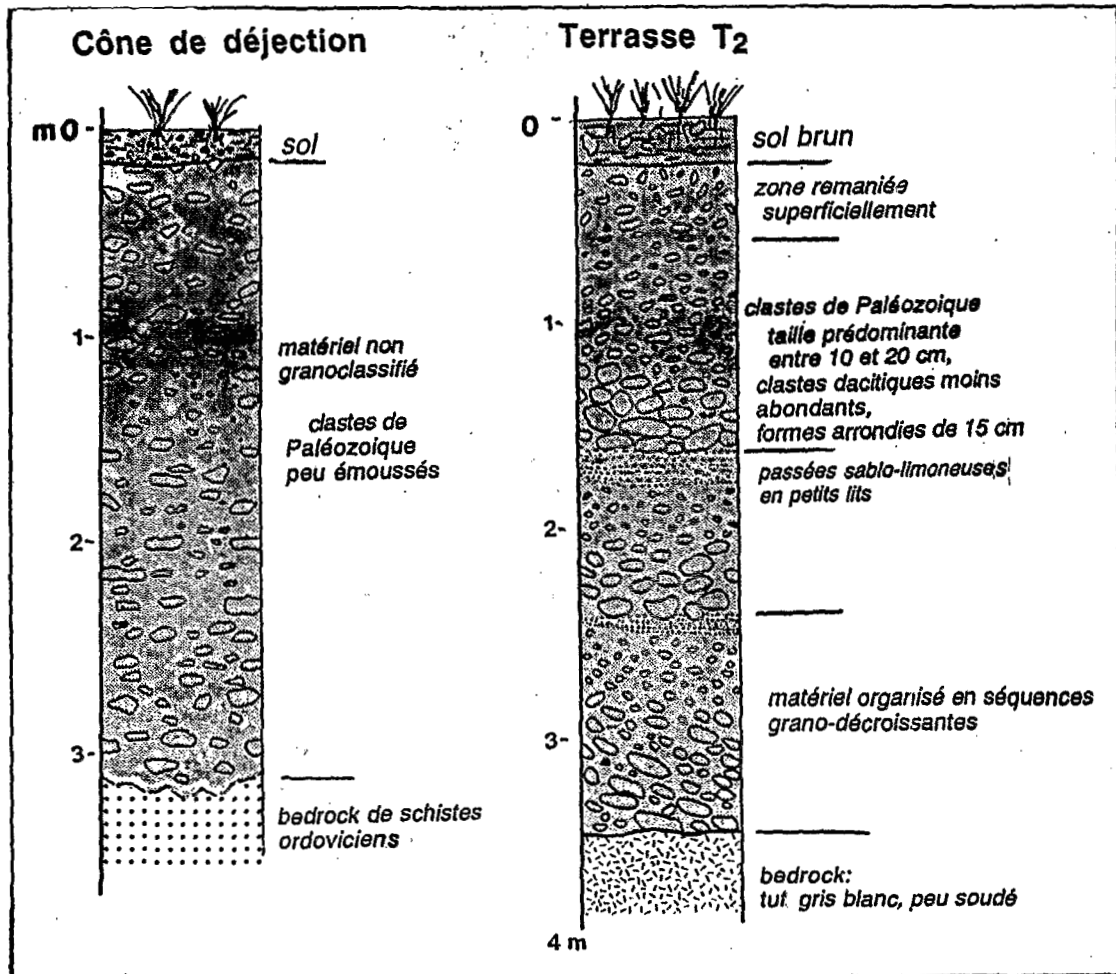 Cône de déjection
m 0
sol
1
matériel non
granoclassifié
clastes de
Paléozoique
peu émoussés
2
3
bedrock de schistes
ordoviciens
Terrasse T2
0
sol brun
zone remaniée
superficiellement
1
clastes de Paléozoique
taille prédominante
entre 10 et 20 cm,
clastes dacitiques moins
abondants,
formes arrondies de 15 cm
passées sablo-limoneuses
en petits lits
2
matériel organisé en séquences
grano-décroissantes
3
bedrock:
tuf gris blanc, peu soudé
4 m